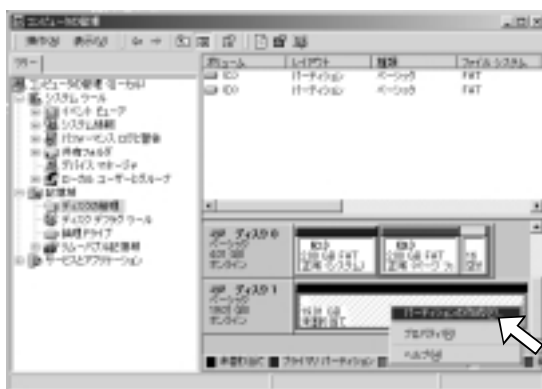 コンピュータの管理
操作(A) 表示(V)
ツリー
コンピュータの管理 (ローカル)
システム ツール
イベント ビューア
システム情報
パフォーマンス ログと警告
共有フォルダ
デバイス マネージャ
ローカル ユーザーとグループ
記憶域
ディスクの管理
ディスク デフラグ ツール
論理ドライブ
リムーバブル記憶域
サービスとアプリケーション
ボリューム レイアウト 種類 ファイル システム
(C:) パーティション ベーシック FAT
(D:) パーティション ベーシック FAT
ディスク 0
ベーシック
オンライン
ディスク 1
ベーシック
オンライン
未割り当て
パーティションの作成(P)...
プロパティ(R)
ヘルプ(H)
未割り当て プライマリ パーティション